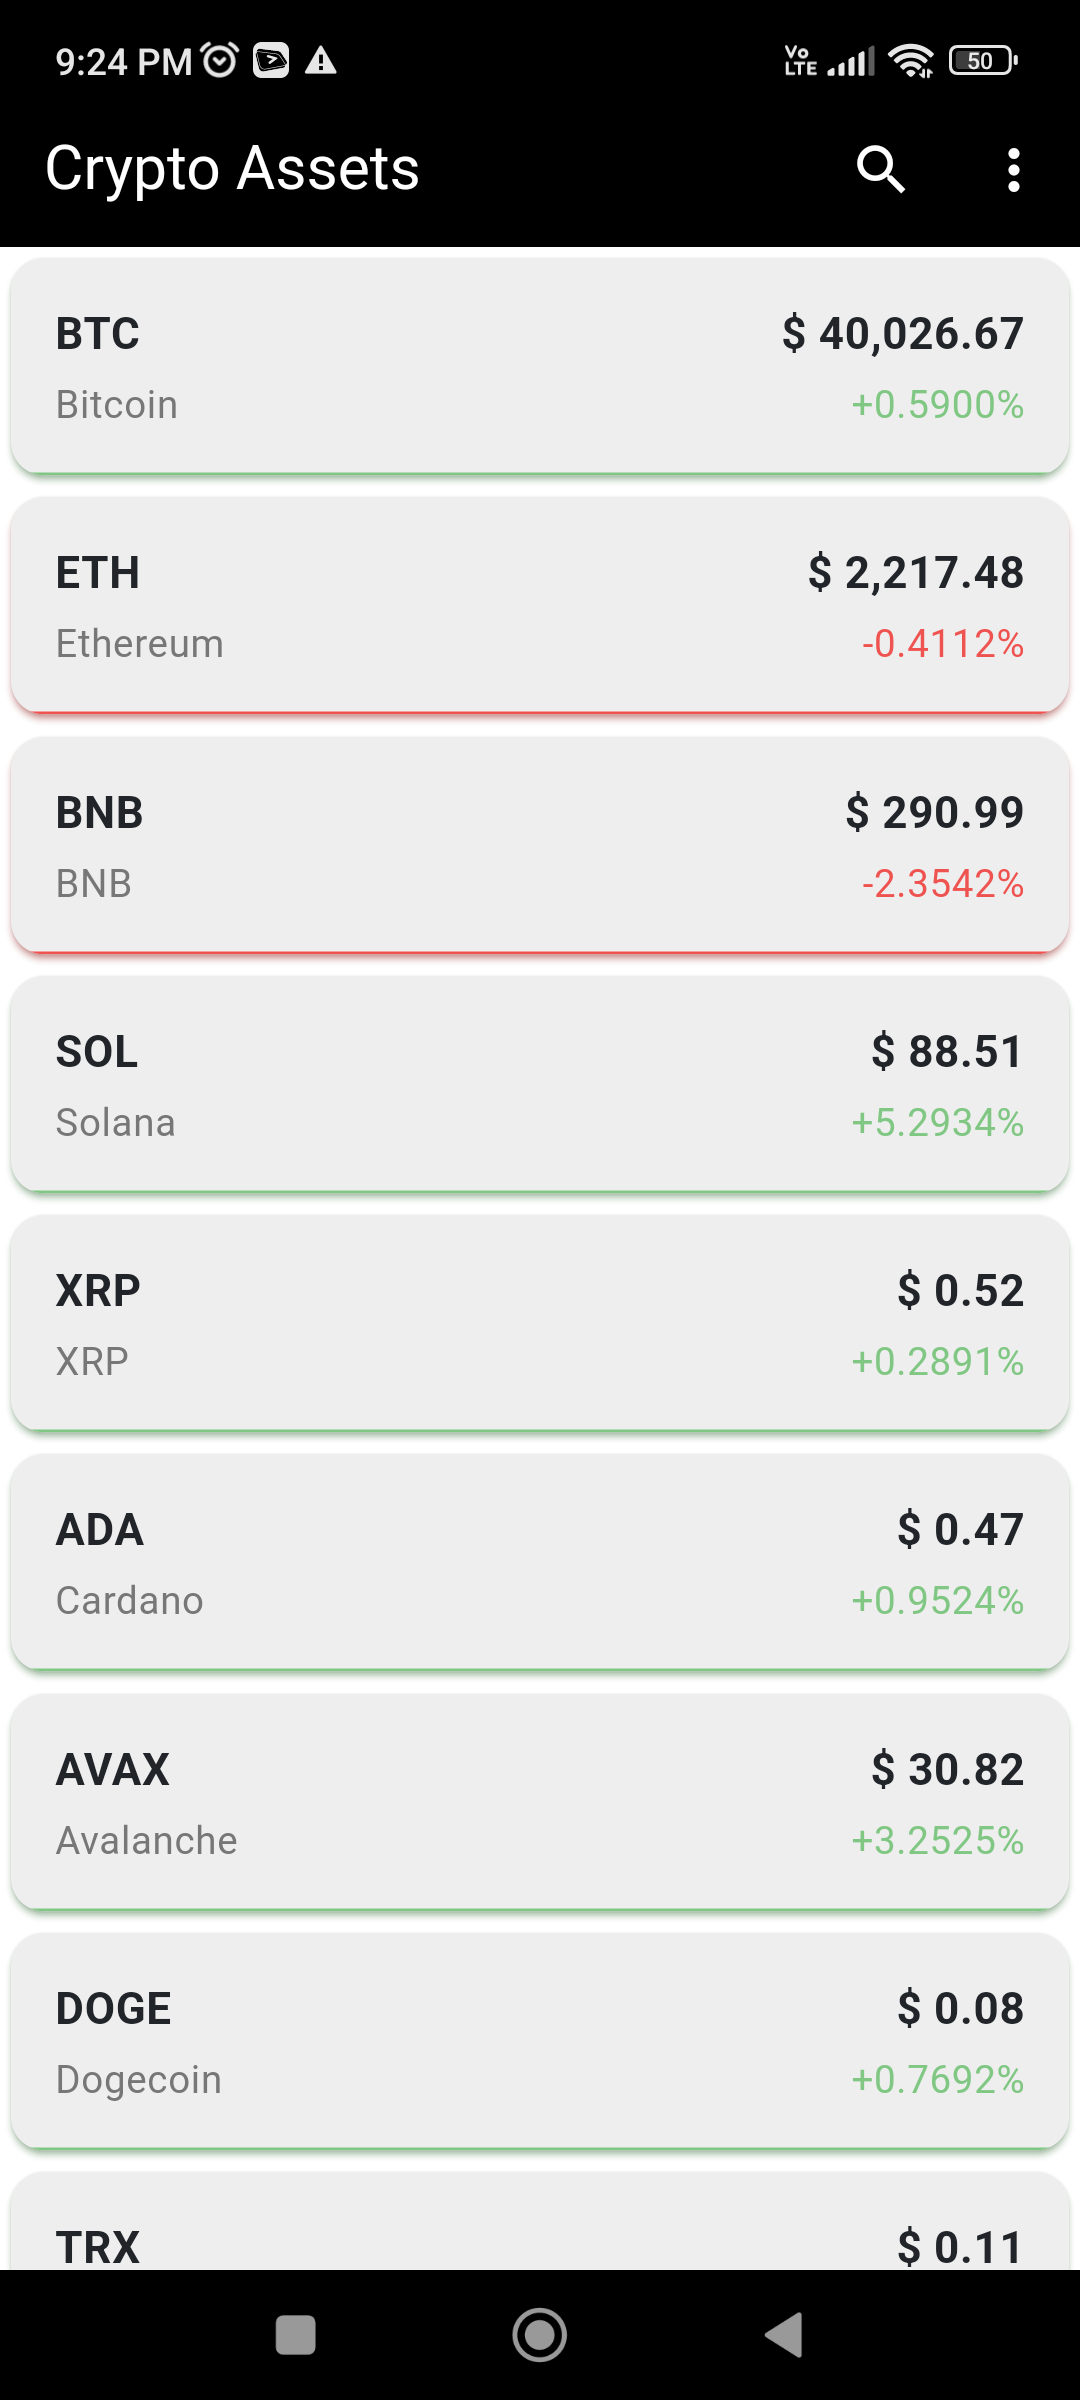 9:24 PM
Vo LTE
50
Crypto Assets
BTC $ 40,026.67
Bitcoin +0.5900%
ETH $ 2,217.48
Ethereum -0.4112%
BNB $ 290.99
BNB -2.3542%
SOL $ 88.51
Solana +5.2934%
XRP $ 0.52
XRP +0.2891%
ADA $ 0.47
Cardano +0.9524%
AVAX $ 30.82
Avalanche +3.2525%
DOGE $ 0.08
Dogecoin +0.7692%
TRX $ 0.11